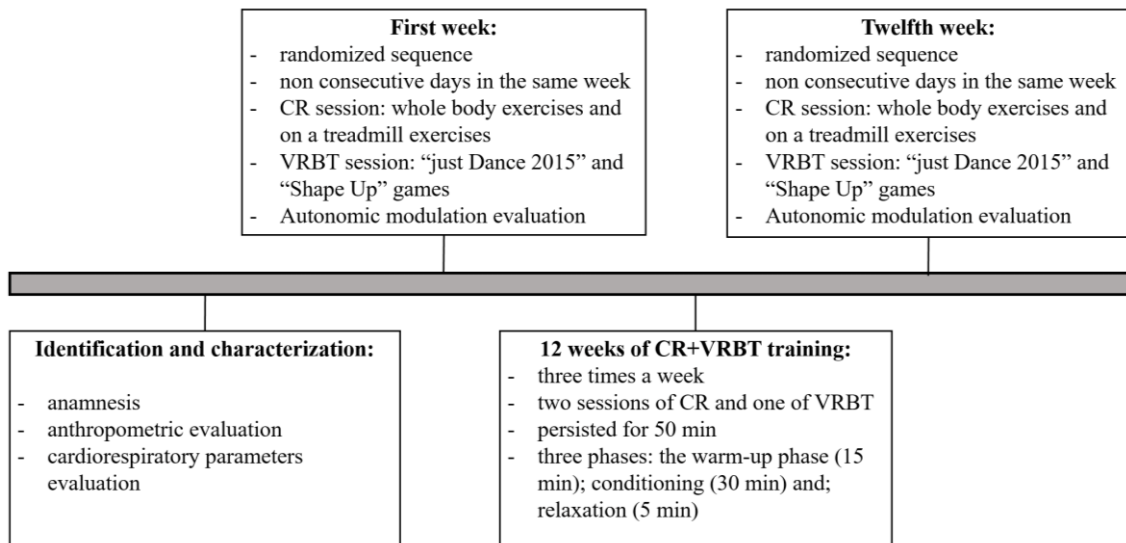 First week:
- randomized sequence
- non consecutive days in the same week
- CR session: whole body exercises and
on a treadmill exercises
- VRBT session: “just Dance 2015” and
“Shape Up” games
- Autonomic modulation evaluation
Twelfth week:
- randomized sequence
- non consecutive days in the same week
- CR session: whole body exercises and
on a treadmill exercises
- VRBT session: “just Dance 2015” and
“Shape Up” games
- Autonomic modulation evaluation
Identification and characterization:
- anamnesis
- anthropometric evaluation
- cardiorespiratory parameters
evaluation
12 weeks of CR+VRBT training:
- three times a week
- two sessions of CR and one of VRBT
- persisted for 50 min
- three phases: the warm-up phase (15
min); conditioning (30 min) and;
relaxation (5 min)